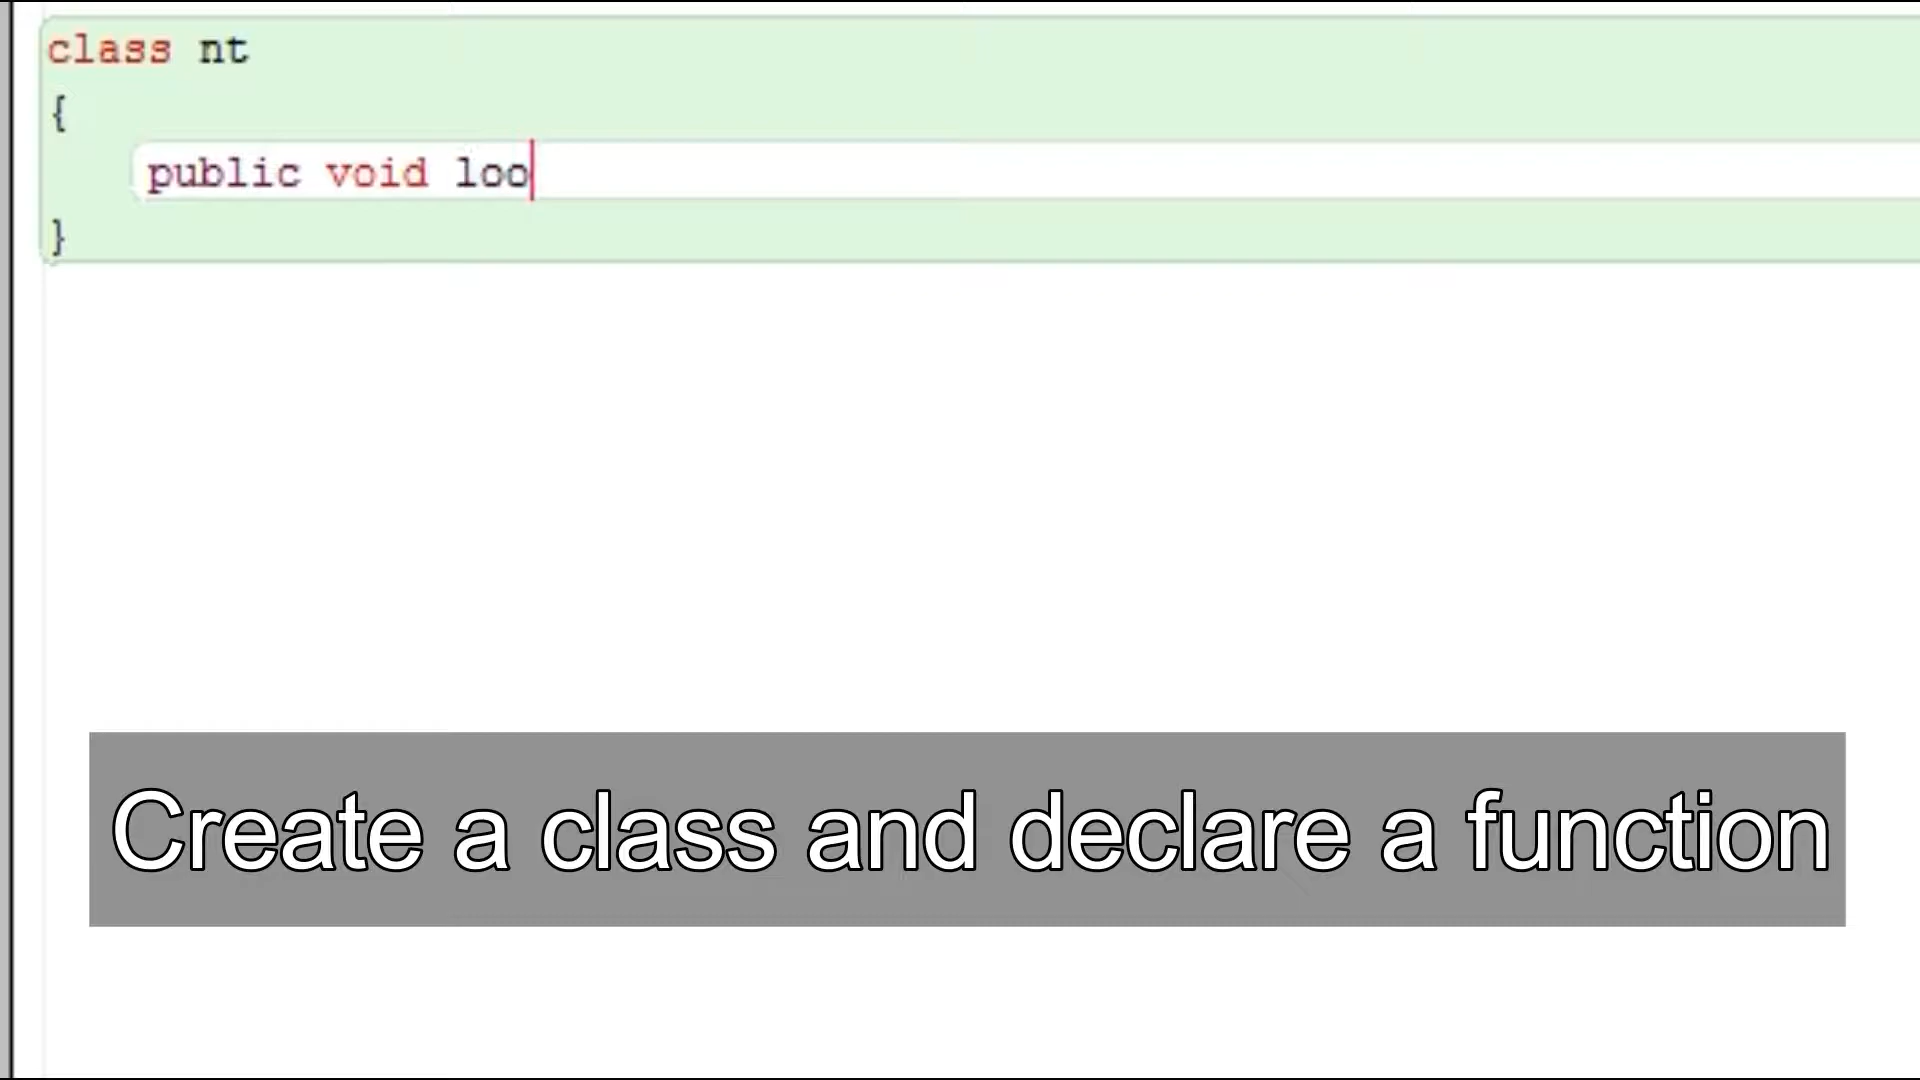 class nt
{
public void loo
}
Create a class and declare a function